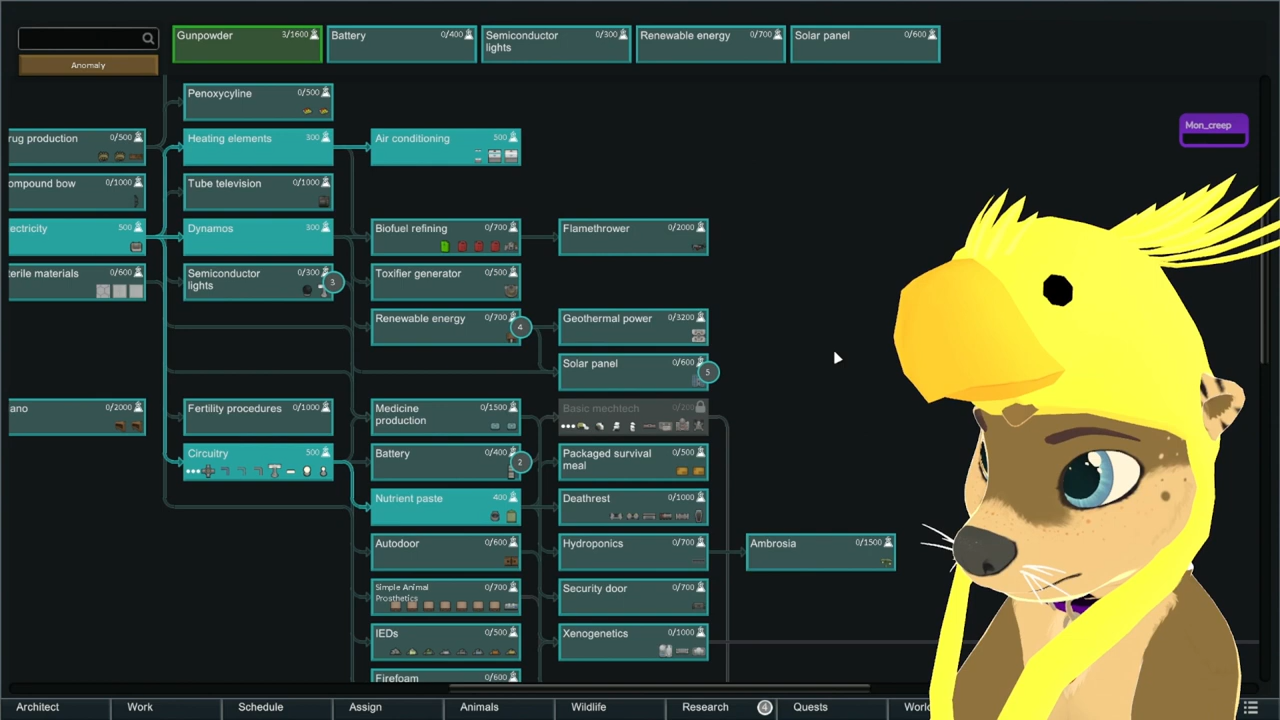 Gunpowder 3/1600
Battery 0/400
Semiconductor 0/300
lights
Renewable energy 0/700
Solar panel 0/600
Anomaly
Mon_creep
Penoxycyline 0/500
rug production 0/500
Heating elements 300
Air conditioning 500
ompound bow 0/1000
Tube television 0/1000
ectricity 500
Dynamos 300
Biofuel refining 0/700
Flamethrower 0/2000
terile materials 0/600
Semiconductor 0/300
lights
3
Toxifier generator 0/500
Renewable energy 0/700
4
Geothermal power 0/3200
Solar panel 0/600
5
ano 0/2000
Fertility procedures 0/1000
Medicine 0/1500
production
Basic mechtech
Circuitry 500
Battery 0/400
2
Packaged survival 0/500
meal
Nutrient paste 400
Deathrest 0/1000
Autodoor 0/600
Hydroponics 0/700
Ambrosia 0/1500
Simple Animal 0/700
Prosthetics
Security door 0/700
IEDs 0/500
Xenogenetics 0/1000
Firefoam 0/600
Architect
Work
Schedule
Assign
Animals
Wildlife
Research 4
Quests
World